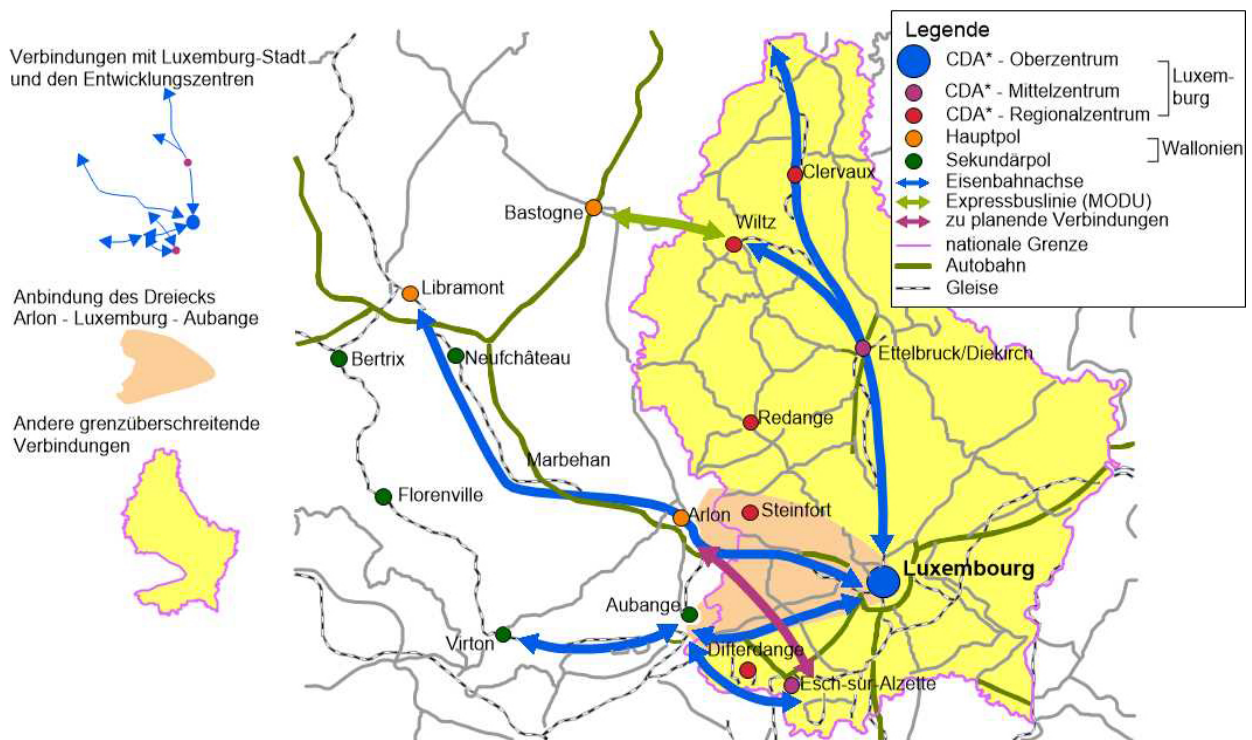 Verbindungen mit Luxemburg-Stadt
und den Entwicklungszentren
Anbindung des Dreiecks
Arlon - Luxemburg - Aubange
Andere grenzüberschreitende
Verbindungen
Legende
CDA* - Oberzentrum
CDA* - Mittelzentrum
CDA* - Regionalzentrum
Luxem-
burg
Hauptpol
Sekundärpol
Wallonien
Eisenbahnachse
Expressbuslinie (MODU)
zu planende Verbindungen
nationale Grenze
Autobahn
Gleise
Clervaux
Bastogne
Wiltz
Libramont
Bertrix
Neufchâteau
Ettelbruck/Diekirch
Redange
Marbehan
Florenville
Arlon
Steinfort
Luxembourg
Aubange
Virton
Differdange
Esch-sur-Alzette